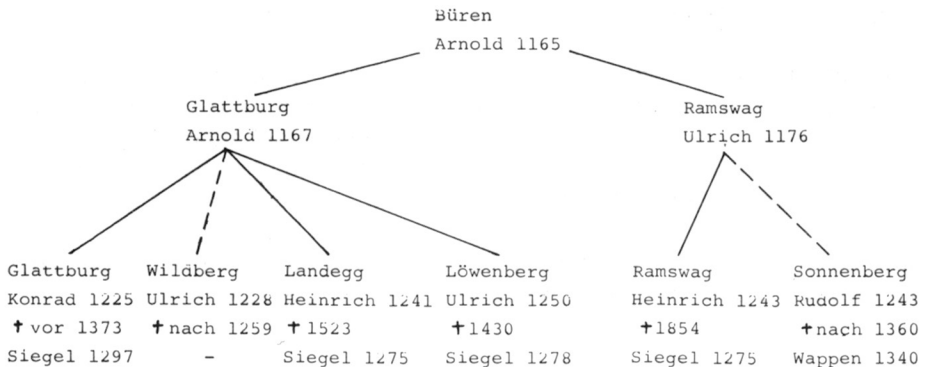 Büren
Arnold 1165
Glattburg Ramswag
Arnold 1167 Ulrich 1176
Glattburg Wildberg Landegg Löwenberg Ramswag Sonnenberg
Konrad 1225 Ulrich 1228 Heinrich 1241 Ulrich 1250 Heinrich 1243 Rudolf 1243
✝ vor 1373 ✝ nach 1259 ✝ 1523 ✝ 1430 ✝ 1854 ✝ nach 1360
Siegel 1297 - Siegel 1275 Siegel 1278 Siegel 1275 Wappen 1340